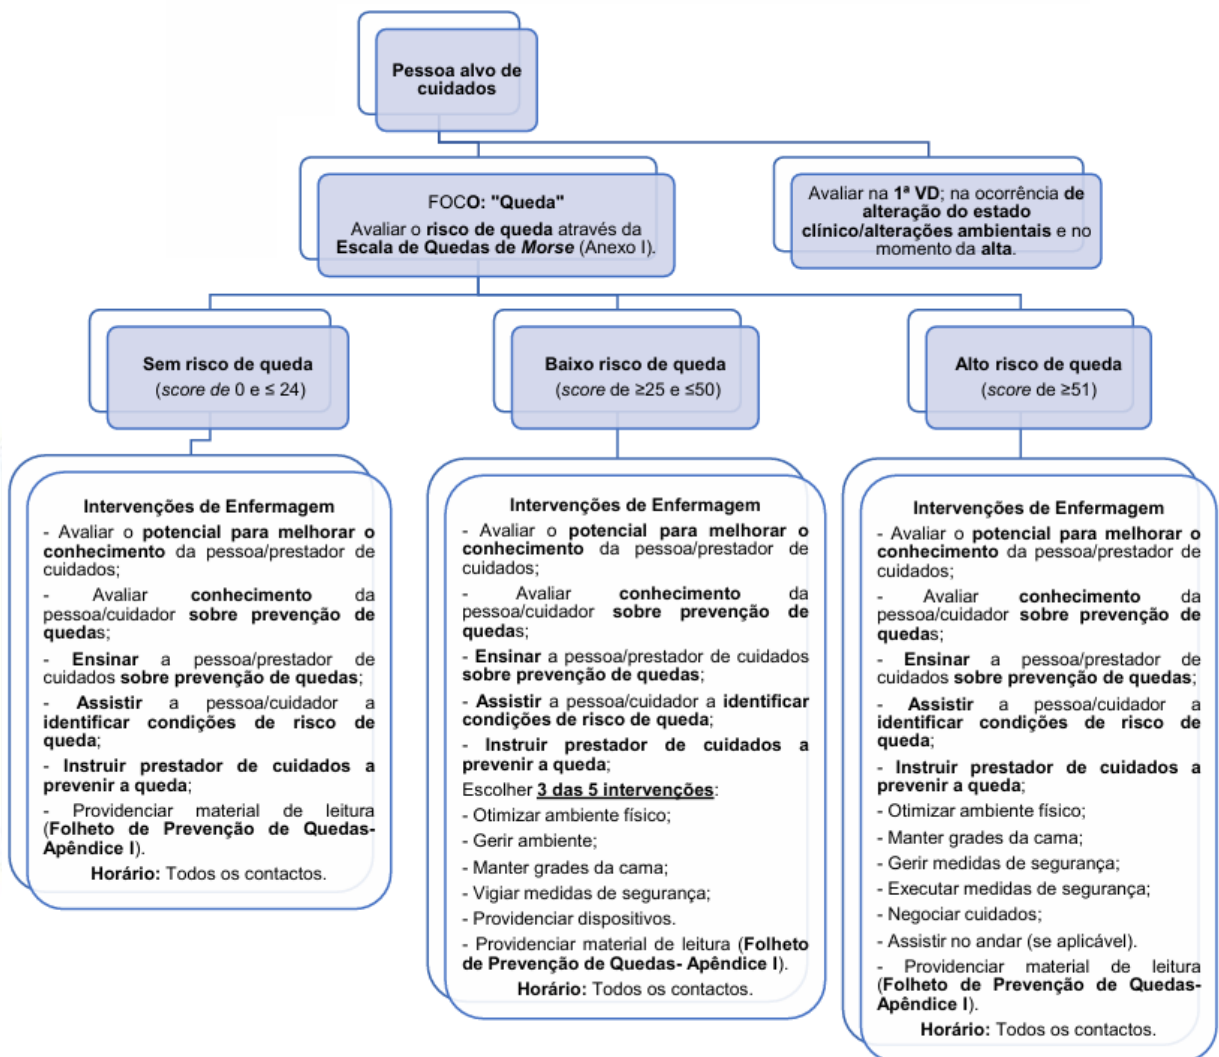 Pessoa alvo de
cuidados
FOCO: "Queda"
Avaliar o risco de queda através da
Escala de Quedas de Morse (Anexo I).
Avaliar na 1ª VD; na ocorrência de
alteração do estado
clínico/alterações ambientais e no
momento da alta.
Sem risco de queda
(score de 0 e ≤ 24)
Baixo risco de queda
(score de ≥25 e ≤50)
Alto risco de queda
(score de ≥51)
Intervenções de Enfermagem
- Avaliar o potencial para melhorar o
conhecimento da pessoa/prestador de
cuidados;
- Avaliar conhecimento da
pessoa/cuidador sobre prevenção de
quedas;
- Ensinar a pessoa/prestador de
cuidados sobre prevenção de quedas;
- Assistir a pessoa/cuidador a
identificar condições de risco de
queda;
- Instruir prestador de cuidados a
prevenir a queda;
- Providenciar material de leitura
(Folheto de Prevenção de Quedas-
Apêndice I).
Horário: Todos os contactos.
Intervenções de Enfermagem
- Avaliar o potencial para melhorar o
conhecimento da pessoa/prestador de
cuidados;
- Avaliar conhecimento da
pessoa/cuidador sobre prevenção de
quedas;
- Ensinar a pessoa/prestador de cuidados
sobre prevenção de quedas;
- Assistir a pessoa/cuidador a identificar
condições de risco de queda;
- Instruir prestador de cuidados a
prevenir a queda;
Escolher 3 das 5 intervenções:
- Otimizar ambiente físico;
- Gerir ambiente;
- Manter grades da cama;
- Vigiar medidas de segurança;
- Providenciar dispositivos.
- Providenciar material de leitura (Folheto
de Prevenção de Quedas- Apêndice I).
Horário: Todos os contactos.
Intervenções de Enfermagem
- Avaliar o potencial para melhorar o
conhecimento da pessoa/prestador de
cuidados;
- Avaliar conhecimento da
pessoa/cuidador sobre prevenção de
quedas;
- Ensinar a pessoa/prestador de
cuidados sobre prevenção de quedas;
- Assistir a pessoa/cuidador a
identificar condições de risco de
queda;
- Instruir prestador de cuidados a
prevenir a queda;
- Otimizar ambiente físico;
- Manter grades da cama;
- Gerir medidas de segurança;
- Executar medidas de segurança;
- Negociar cuidados;
- Assistir no andar (se aplicável).
- Providenciar material de leitura
(Folheto de Prevenção de Quedas-
Apêndice I).
Horário: Todos os contactos.